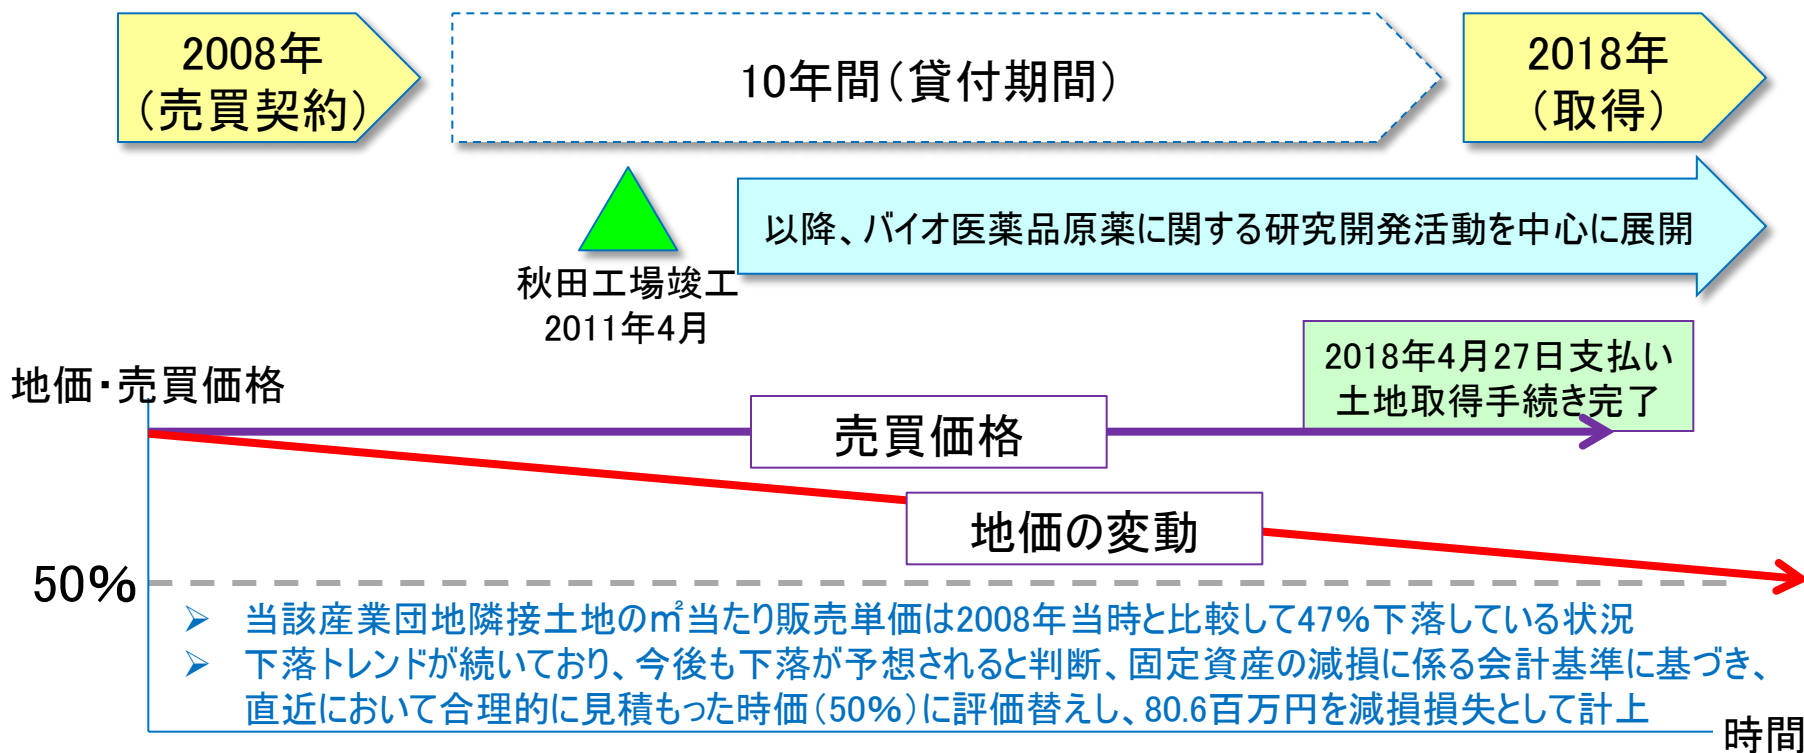 2008年
(売買契約)
10年間(貸付期間)
2018年
(取得)
以降、バイオ医薬品原薬に関する研究開発活動を中心に展開
秋田工場竣工
2011年4月
2018年4月27日支払い
土地取得手続き完了
地価・売買価格
売買価格
地価の変動
50%
➢ 当該産業団地隣接土地の㎡当たり販売単価は2008年当時と比較して47%下落している状況
➢ 下落トレンドが続いており、今後も下落が予想されると判断、固定資産の減損に係る会計基準に基づき、
直近において合理的に見積もった時価(50%)に評価替えし、80.6百万円を減損損失として計上
時間